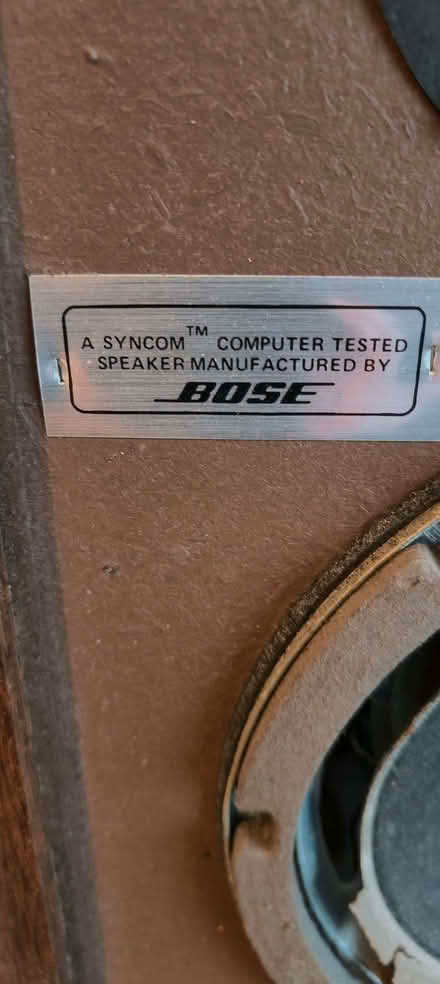 A SYNCOM™ COMPUTER TESTED
SPEAKER MANUFACTURED BY
BOSE